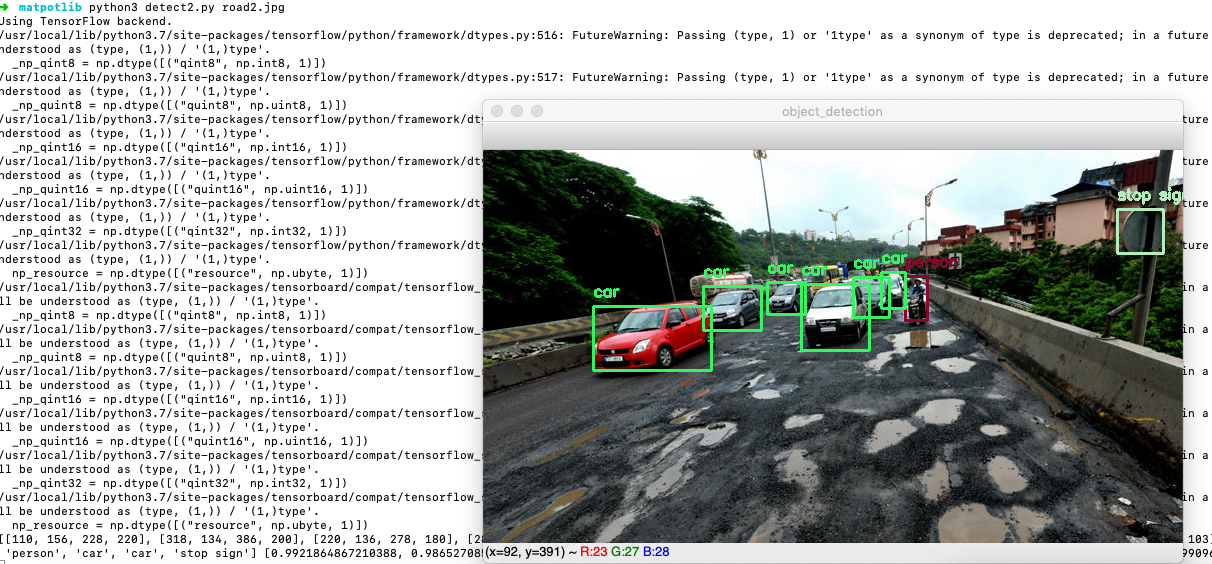 ➜ matpotlib python3 detect2.py road2.jpg
Using TensorFlow backend.
/usr/local/lib/python3.7/site-packages/tensorflow/python/framework/dtypes.py:516: FutureWarning: Passing (type, 1) or '1type' as a synonym of type is deprecated; in a future
nderstood as (type, (1,)) / '(1,)type'.
_np_qint8 = np.dtype([("qint8", np.int8, 1)])
/usr/local/lib/python3.7/site-packages/tensorflow/python/framework/dtypes.py:517: FutureWarning: Passing (type, 1) or '1type' as a synonym of type is deprecated; in a future
nderstood as (type, (1,)) / '(1,)type'.
_np_quint8 = np.dtype([("quint8", np.uint8, 1)])
/usr/local/lib/python3.7/site-packages/tensorflow/python/framework/dty
ture
nderstood as (type, (1,)) / '(1,)type'.
_np_qint16 = np.dtype([("qint16", np.int16, 1)])
/usr/local/lib/python3.7/site-packages/tensorflow/python/framework/dty
ture
nderstood as (type, (1,)) / '(1,)type'.
_np_quint16 = np.dtype([("quint16", np.uint16, 1)])
/usr/local/lib/python3.7/site-packages/tensorflow/python/framework/dty
ture
nderstood as (type, (1,)) / '(1,)type'.
_np_qint32 = np.dtype([("qint32", np.int32, 1)])
/usr/local/lib/python3.7/site-packages/tensorflow/python/framework/dty
ture
nderstood as (type, (1,)) / '(1,)type'.
np_resource = np.dtype([("resource", np.ubyte, 1)])
/usr/local/lib/python3.7/site-packages/tensorboard/compat/tensorflow_s
in a
ll be understood as (type, (1,)) / '(1,)type'.
_np_qint8 = np.dtype([("qint8", np.int8, 1)])
/usr/local/lib/python3.7/site-packages/tensorboard/compat/tensorflow_s
in a
ll be understood as (type, (1,)) / '(1,)type'.
_np_quint8 = np.dtype([("quint8", np.uint8, 1)])
/usr/local/lib/python3.7/site-packages/tensorboard/compat/tensorflow_s
in a
ll be understood as (type, (1,)) / '(1,)type'.
_np_qint16 = np.dtype([("qint16", np.int16, 1)])
/usr/local/lib/python3.7/site-packages/tensorboard/compat/tensorflow_s
in a
ll be understood as (type, (1,)) / '(1,)type'.
_np_quint16 = np.dtype([("quint16", np.uint16, 1)])
/usr/local/lib/python3.7/site-packages/tensorboard/compat/tensorflow_s
in a
ll be understood as (type, (1,)) / '(1,)type'.
_np_qint32 = np.dtype([("qint32", np.int32, 1)])
/usr/local/lib/python3.7/site-packages/tensorboard/compat/tensorflow_s
in a
ll be understood as (type, (1,)) / '(1,)type'.
np_resource = np.dtype([("resource", np.ubyte, 1)])
[[110, 156, 228, 220], [318, 134, 386, 200], [220, 136, 278, 180], [28
103]
'person', 'car', 'car', 'stop sign'] [0.9921864867210388, 0.9865270
99096
object_detection
stop sign
car
car
car
car
car
car
person
(x=92, y=391) ~ R:23 G:27 B:28